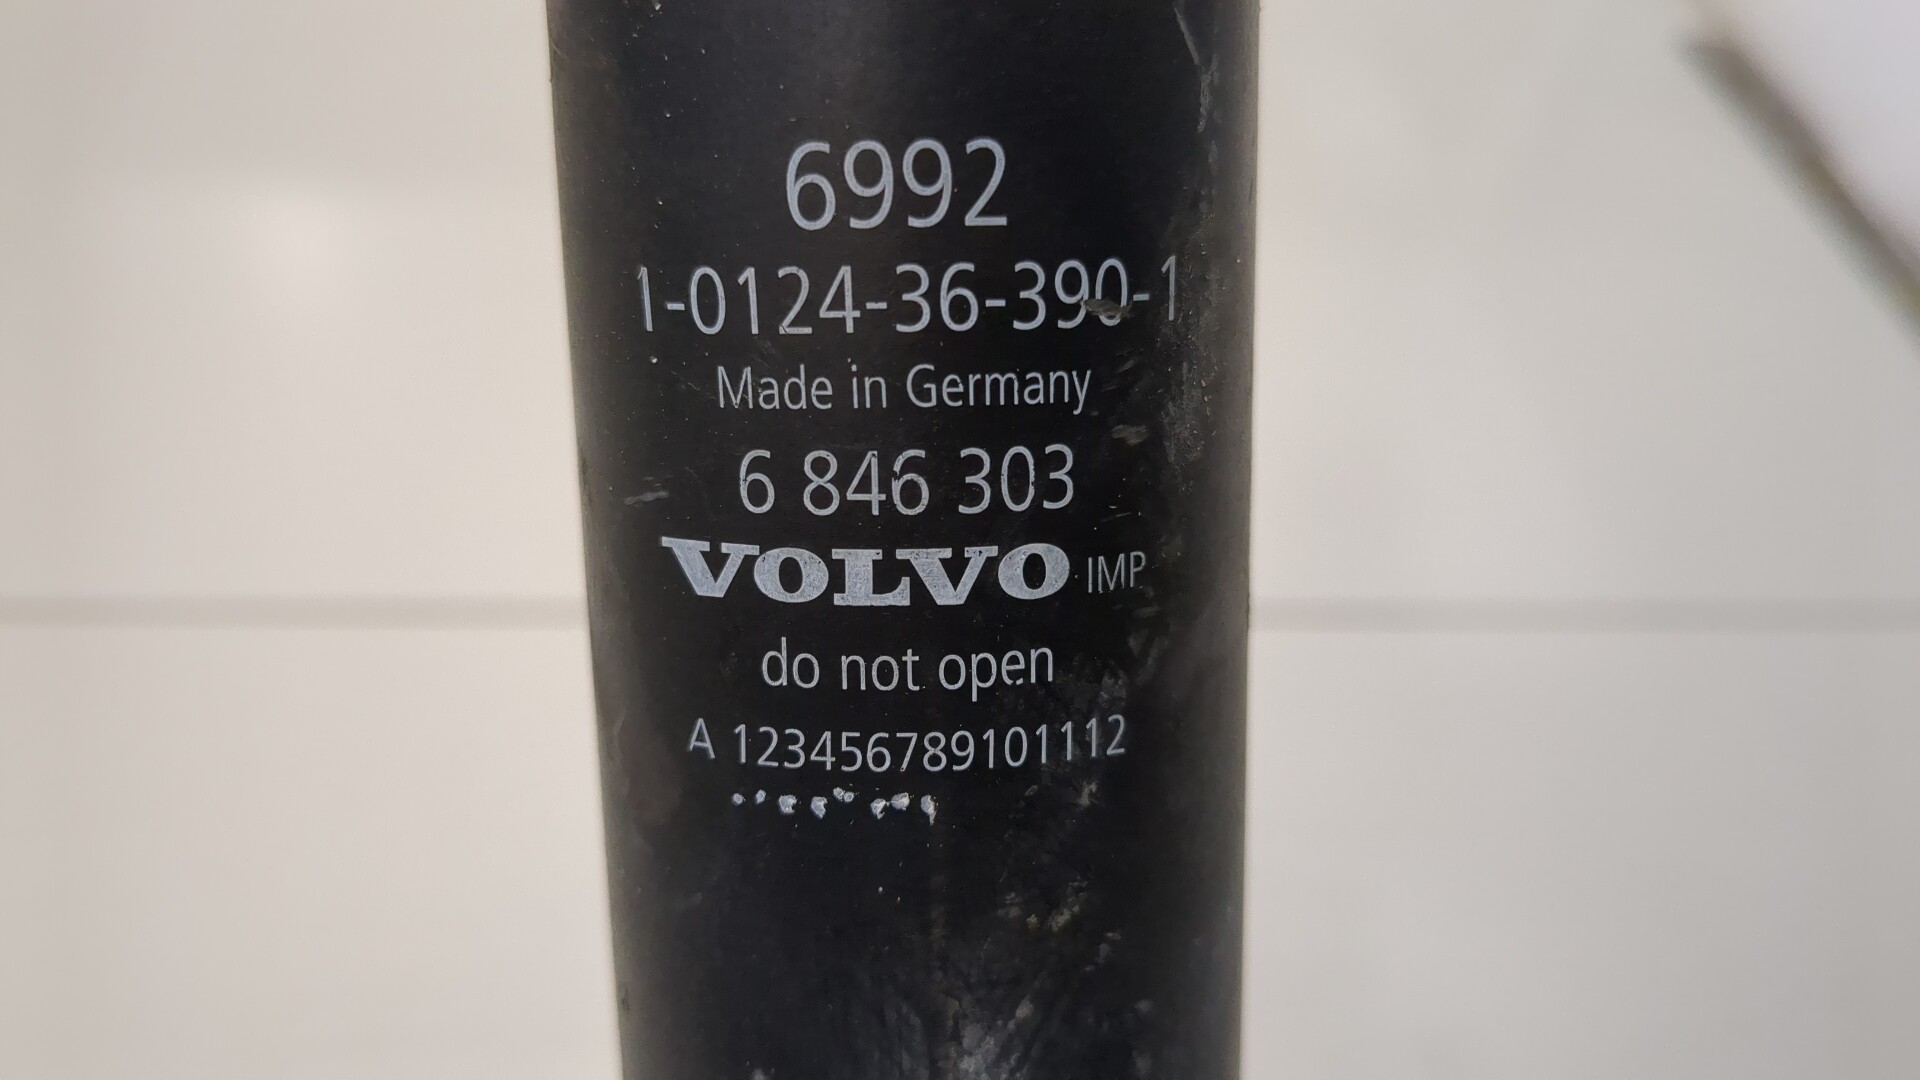 6992
1-0124-36-390-1
Made in Germany
6 846 303
VOLVO IMP
do not open
A 123456789101112